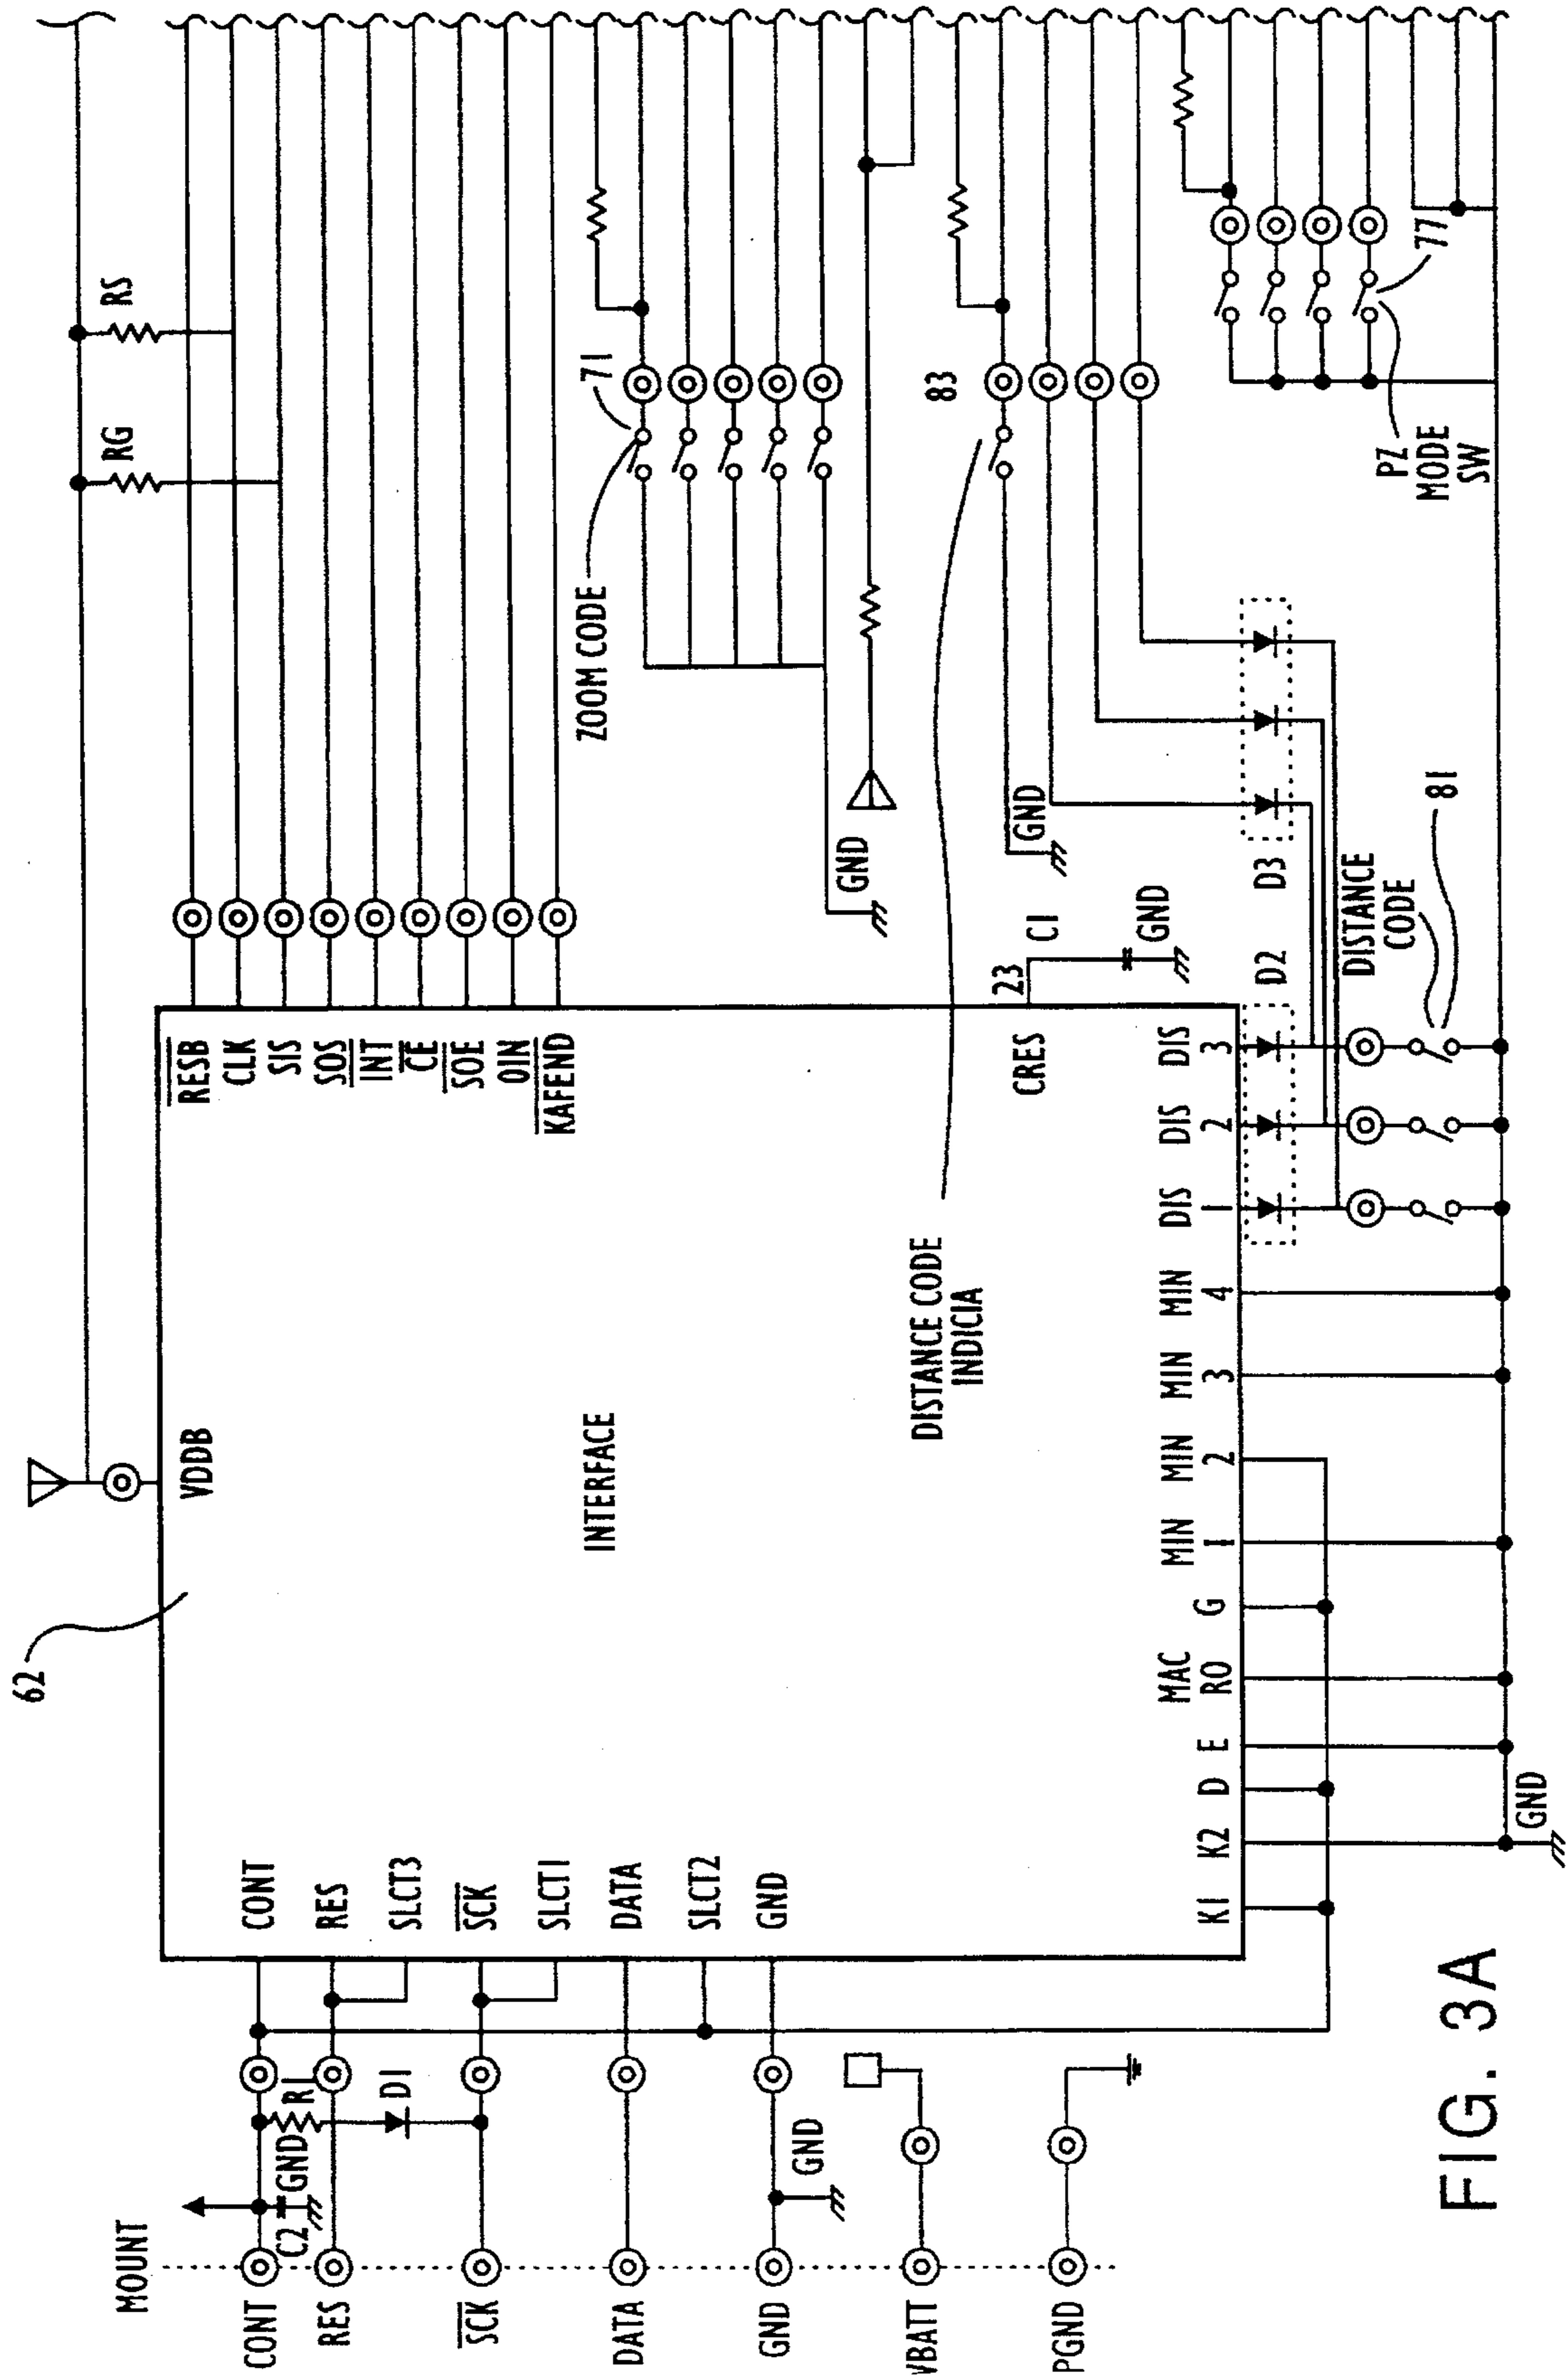 MOUNT
CONT
RES
SCK
DATA
GND
VBATT
PGND
C2
GND
R1
D1
GND
62
VDDB
INTERFACE
CONT
RES
SLCT3
SCK
SLCT1
DATA
SLCT2
GND
RESB
CLK
SIS
SOS
INT
CE
SOE
OIN
KAFEND
CRES
23
C1
GND
K1
K2
D
E
MAC
RO
G
MIN
1
MIN
2
MIN
3
MIN
4
DIS
1
DIS
2
DIS
3
GND
RG
RS
ZOOM CODE
71
GND
DISTANCE CODE
INDICIA
83
GND
D2
D3
DISTANCE
CODE
81
PZ
MODE
SW
77
FIG. 3A